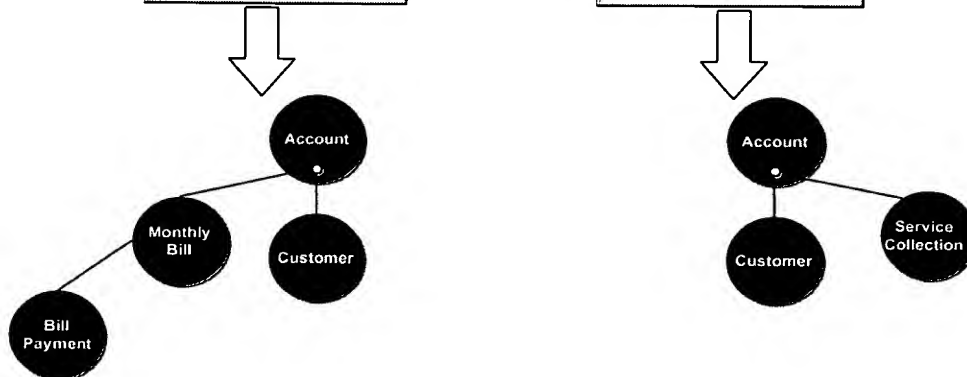 Account
Monthly
Bill
Customer
Bill
Payment
Account
Customer
Service
Collection